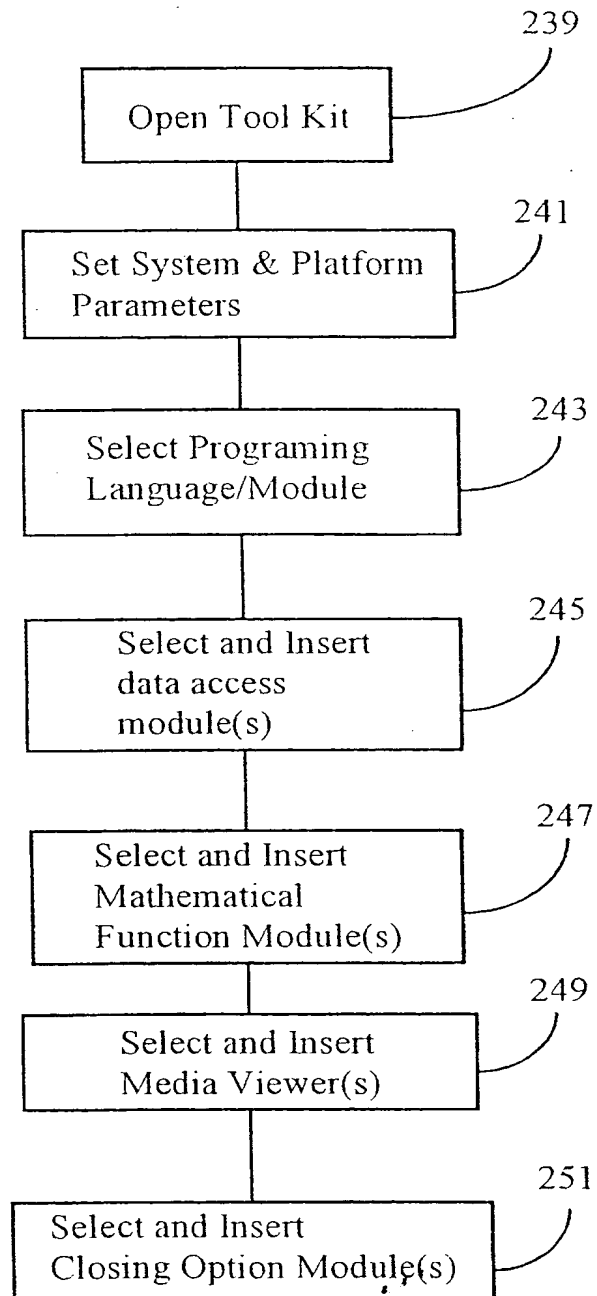 239
Open Tool Kit
241
Set System & Platform
Parameters
243
Select Programing
Language/Module
245
Select and Insert
data access
module(s)
247
Select and Insert
Mathematical
Function Module(s)
249
Select and Insert
Media Viewer(s)
251
Select and Insert
Closing Option Module(s)